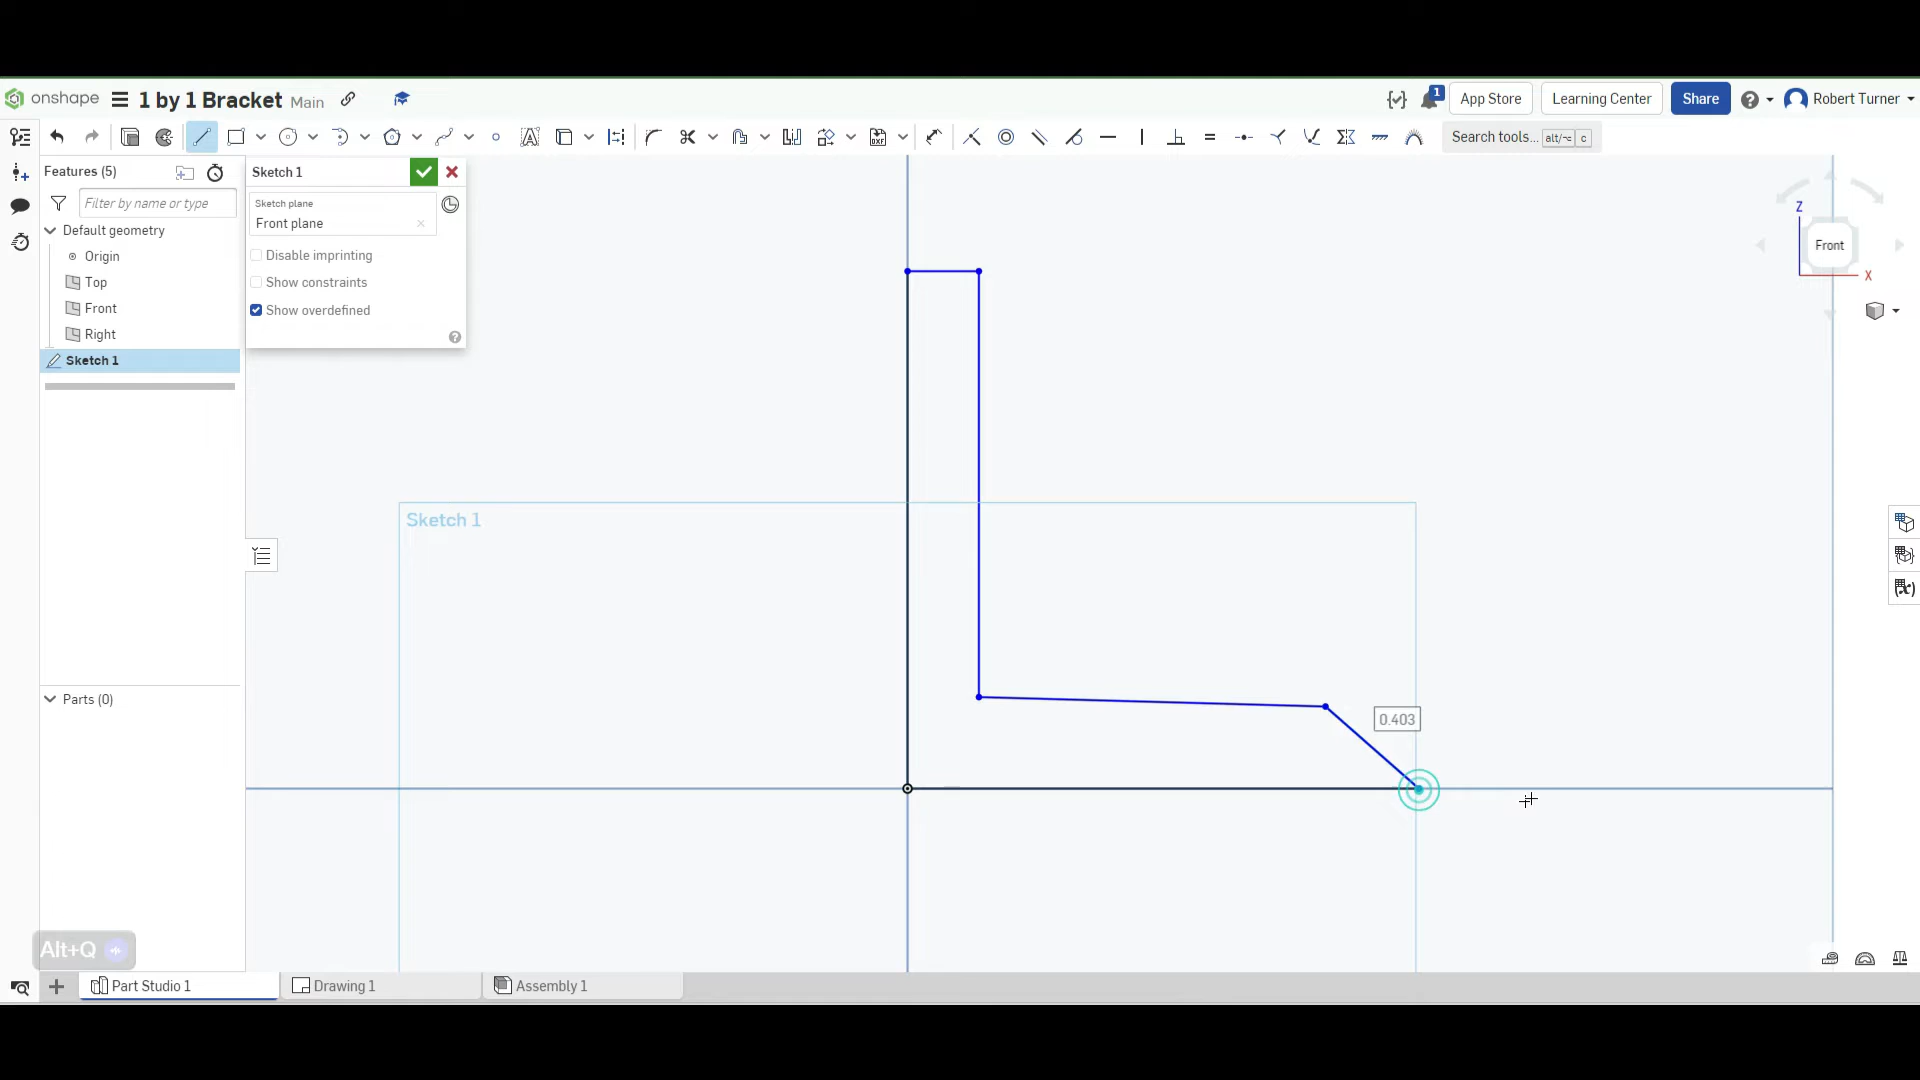 onshape 1 by 1 Bracket Main
1 App Store Learning Center Share Robert Turner
Search tools... alt/⌥ c
Features (5)
Filter by name or type
Default geometry
Origin
Top
Front
Right
Sketch 1
Sketch 1
Sketch plane
Front plane
Disable imprinting
Show constraints
Show overdefined
Z
Front
X
Sketch 1
Parts (0)
0.403
Alt+Q
Part Studio 1 Drawing 1 Assembly 1